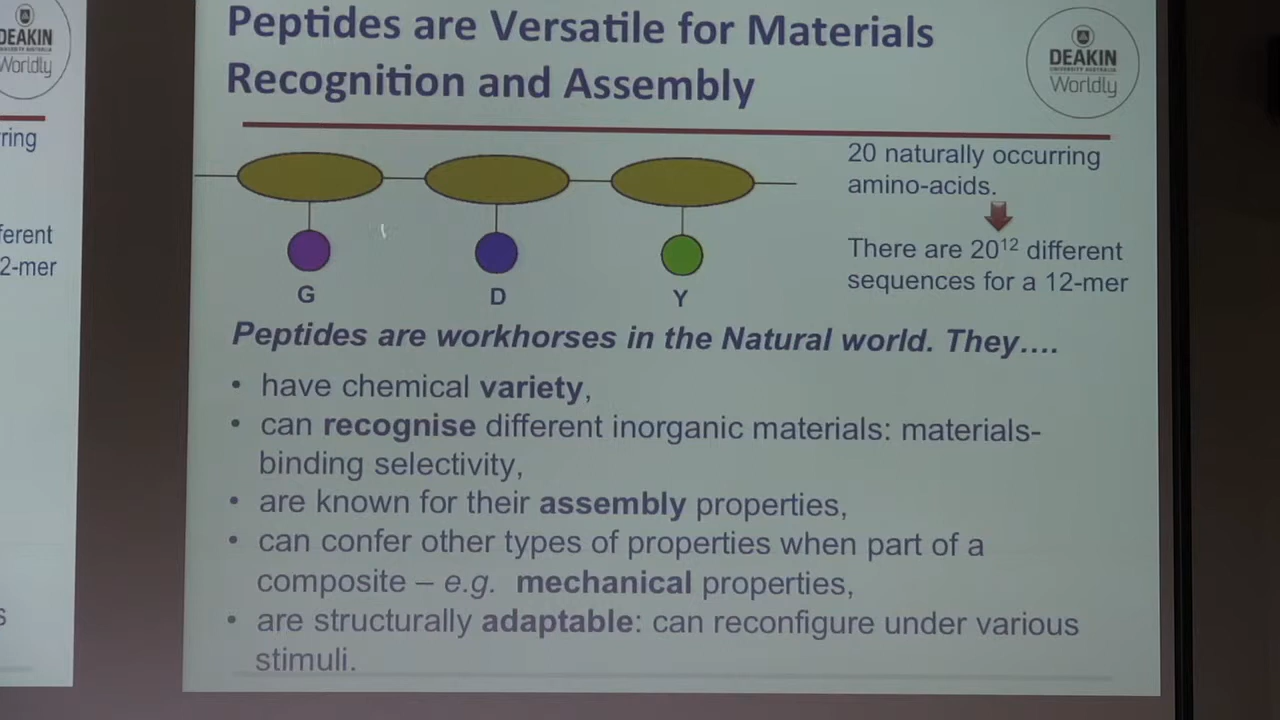 Peptides are Versatile for Materials
Recognition and Assembly
DEAKIN
UNIVERSITY AUSTRALIA
Worldly
20 naturally occurring
amino-acids.
There are 20¹² different
sequences for a 12-mer
G
D
Y
Peptides are workhorses in the Natural world. They….
• have chemical variety,
• can recognise different inorganic materials: materials-
binding selectivity,
• are known for their assembly properties,
• can confer other types of properties when part of a
composite – e.g. mechanical properties,
• are structurally adaptable: can reconfigure under various
stimuli.
DEAKIN
Worldly
ring
ferent
2-mer
s